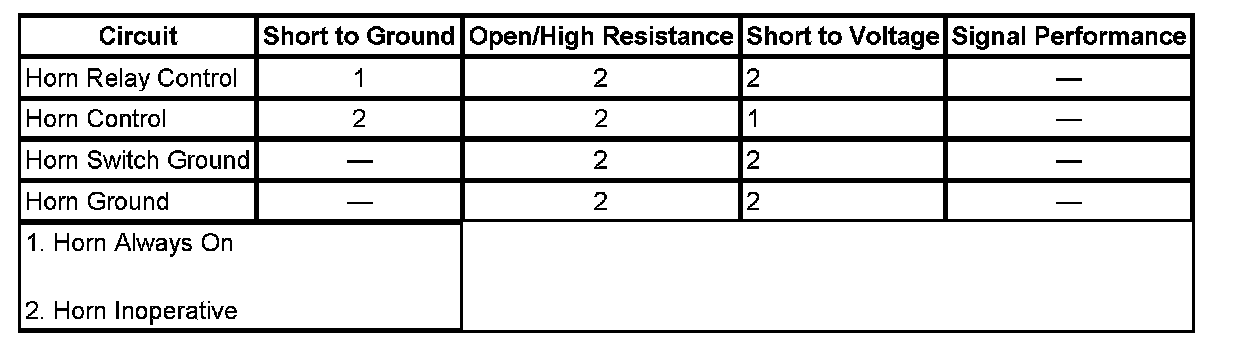 Circuit Short to Ground Open/High Resistance Short to Voltage Signal Performance
Horn Relay Control 1 2 2 —
Horn Control 2 2 1 —
Horn Switch Ground — 2 2 —
Horn Ground — 2 2 —
1. Horn Always On
2. Horn Inoperative